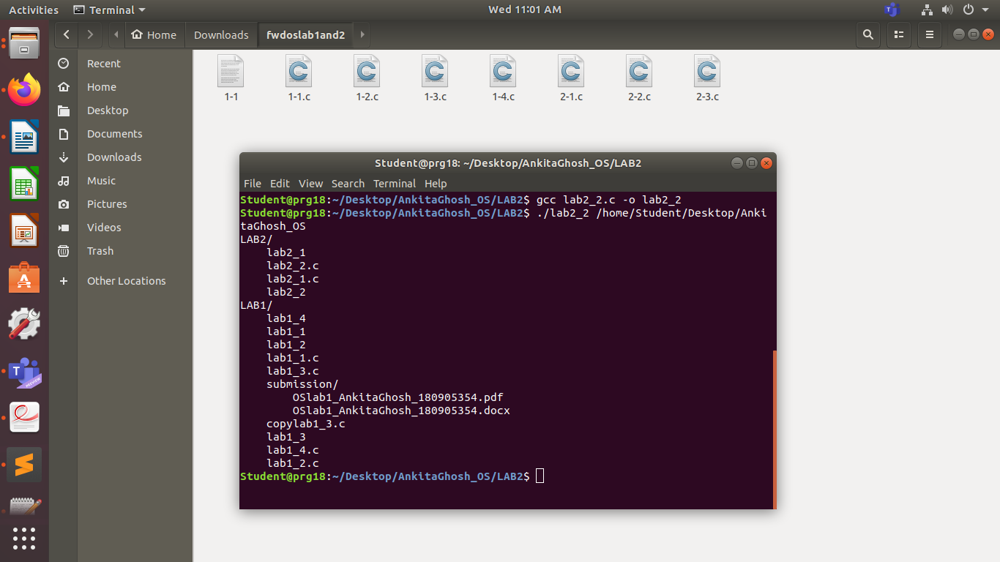 Activities Terminal Wed 11:01 AM
Home Downloads fwdoslab1and2
Recent
Home
Desktop
Documents
Downloads
Music
Pictures
Videos
Trash
+ Other Locations
1-1 1-1.c 1-2.c 1-3.c 1-4.c 2-1.c 2-2.c 2-3.c
Student@prg18: ~/Desktop/AnkitaGhosh_OS/LAB2
File Edit View Search Terminal Help
Student@prg18:~/Desktop/AnkitaGhosh_OS/LAB2$ gcc lab2_2.c -o lab2_2
Student@prg18:~/Desktop/AnkitaGhosh_OS/LAB2$ ./lab2_2 /home/Student/Desktop/Anki
taGhosh_OS
LAB2/
    lab2_1
    lab2_2.c
    lab2_1.c
    lab2_2
LAB1/
    lab1_4
    lab1_1
    lab1_2
    lab1_1.c
    lab1_3.c
    submission/
        OSlab1_AnkitaGhosh_180905354.pdf
        OSlab1_AnkitaGhosh_180905354.docx
    copylab1_3.c
    lab1_3
    lab1_4.c
    lab1_2.c
Student@prg18:~/Desktop/AnkitaGhosh_OS/LAB2$